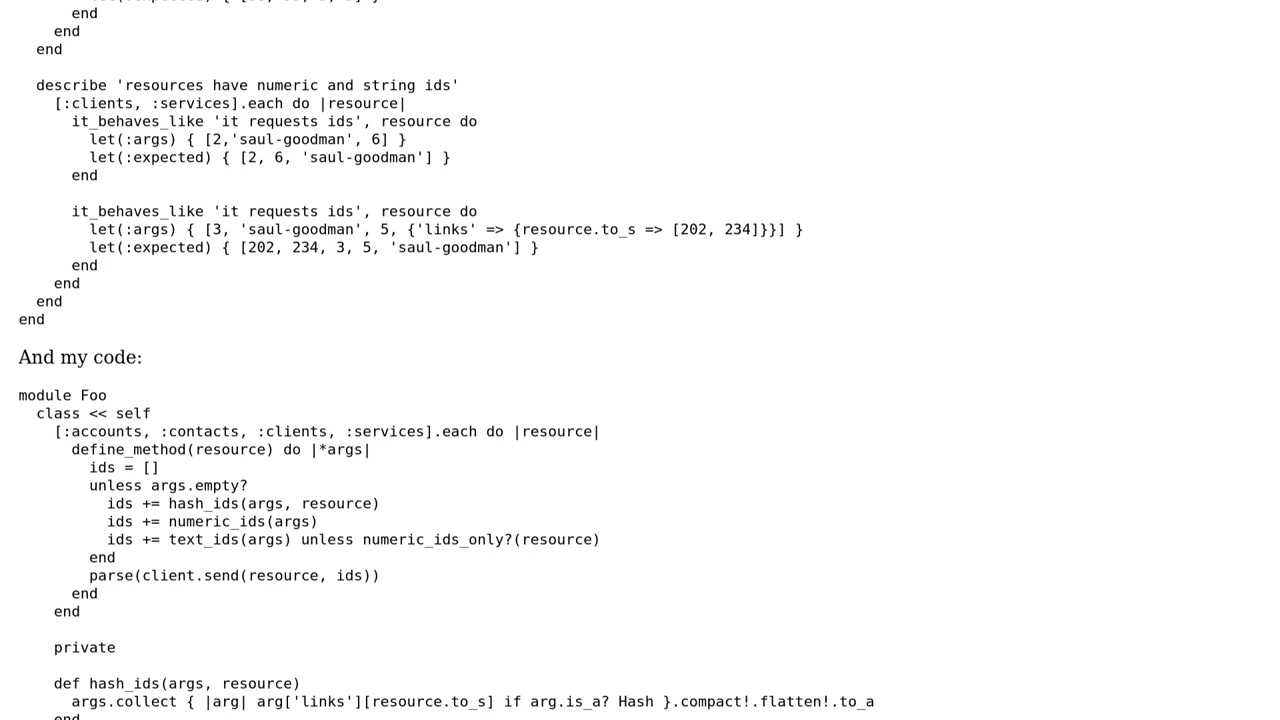 end
    end
  end

  describe 'resources have numeric and string ids'
    [:clients, :services].each do |resource|
      it_behaves_like 'it requests ids', resource do
        let(:args) { [2,'saul-goodman', 6] }
        let(:expected) { [2, 6, 'saul-goodman'] }
      end

      it_behaves_like 'it requests ids', resource do
        let(:args) { [3, 'saul-goodman', 5, {'links' => {resource.to_s => [202, 234]}}] }
        let(:expected) { [202, 234, 3, 5, 'saul-goodman'] }
      end
    end
  end
end

And my code:

module Foo
  class << self
    [:accounts, :contacts, :clients, :services].each do |resource|
      define_method(resource) do |*args|
        ids = []
        unless args.empty?
          ids += hash_ids(args, resource)
          ids += numeric_ids(args)
          ids += text_ids(args) unless numeric_ids_only?(resource)
        end
        parse(client.send(resource, ids))
      end
    end

    private

    def hash_ids(args, resource)
      args.collect { |arg| arg['links'][resource.to_s] if arg.is_a? Hash }.compact!.flatten!.to_a
    end